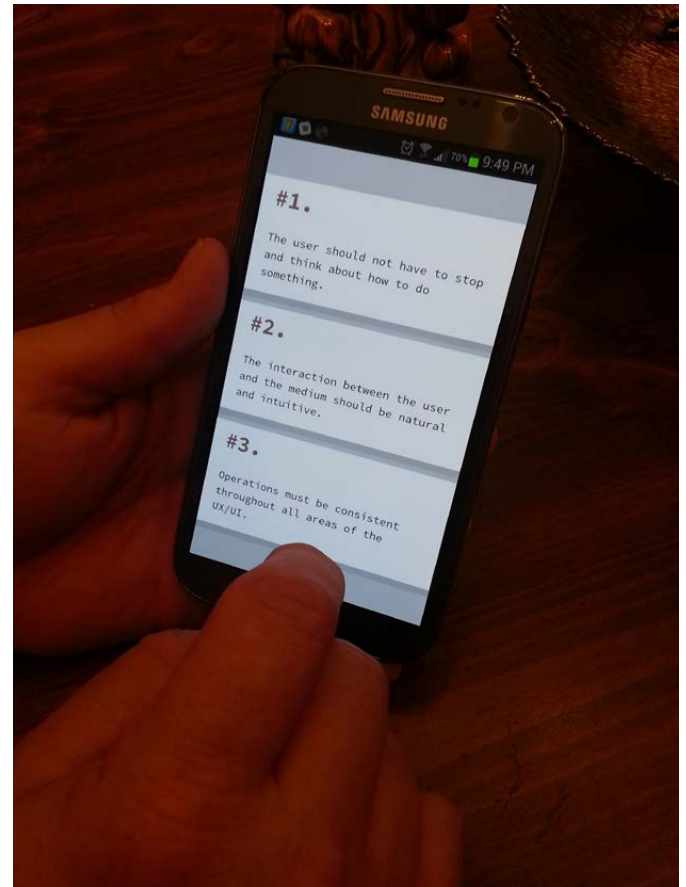 SAMSUNG
70% 9:49 PM
#1.
The user should not have to stop
and think about how to do
something.
#2.
The interaction between the user
and the medium should be natural
and intuitive.
#3.
Operations must be consistent
throughout all areas of the
UX/UI.